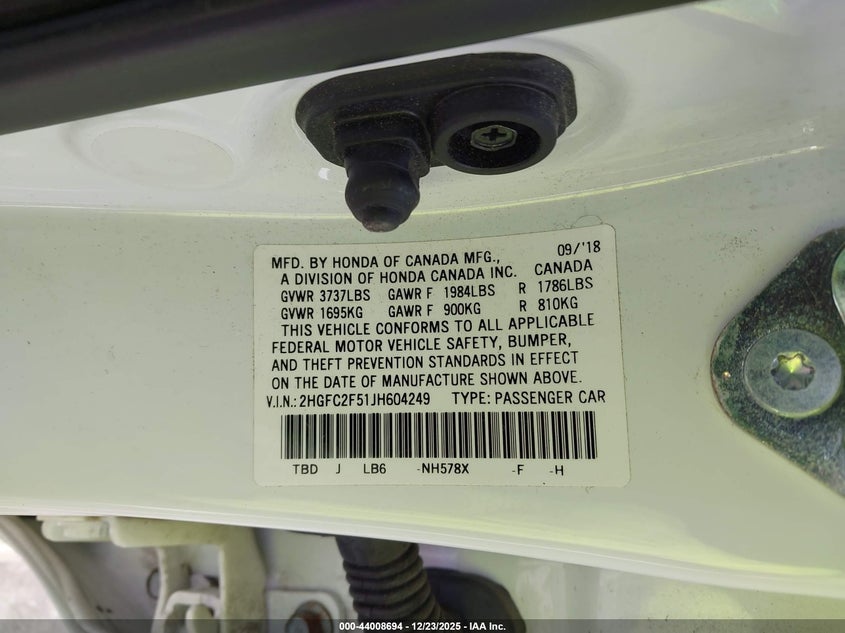 MFD. BY HONDA OF CANADA MFG., 09/'18
A DIVISION OF HONDA CANADA INC. CANADA
GVWR 3737LBS GAWR F 1984LBS R 1786LBS
GVWR 1695KG GAWR F 900KG R 810KG
THIS VEHICLE CONFORMS TO ALL APPLICABLE
FEDERAL MOTOR VEHICLE SAFETY, BUMPER,
AND THEFT PREVENTION STANDARDS IN EFFECT
ON THE DATE OF MANUFACTURE SHOWN ABOVE.
V.I.N.: 2HGFC2F51JH604249 TYPE: PASSENGER CAR
TBD J LB6 -NH578X -F -H
000-44008694 - 12/23/2025 - IAA Inc.